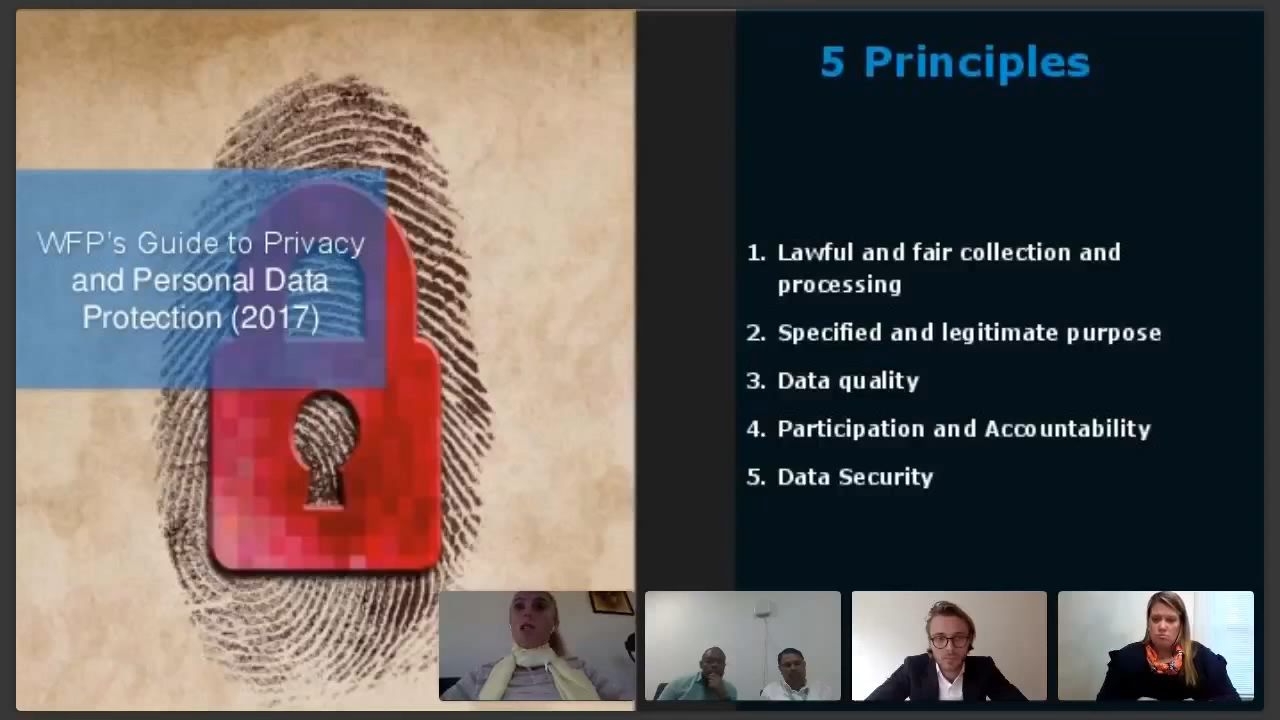 WFP's Guide to Privacy
and Personal Data
Protection (2017)
5 Principles
1. Lawful and fair collection and
processing
2. Specified and legitimate purpose
3. Data quality
4. Participation and Accountability
5. Data Security